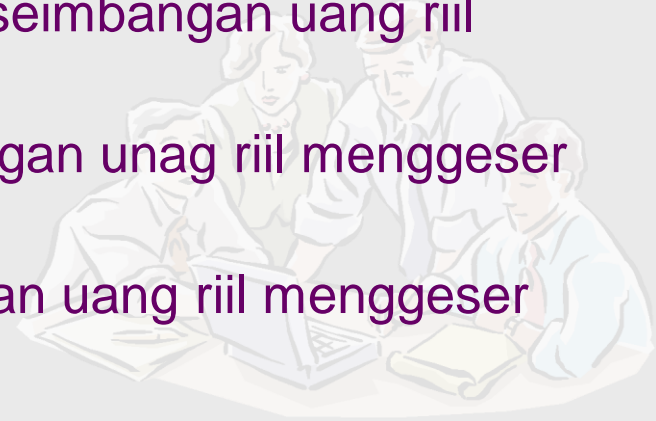 seimbangan uang riil
gan unag riil menggeser
an uang riil menggeser